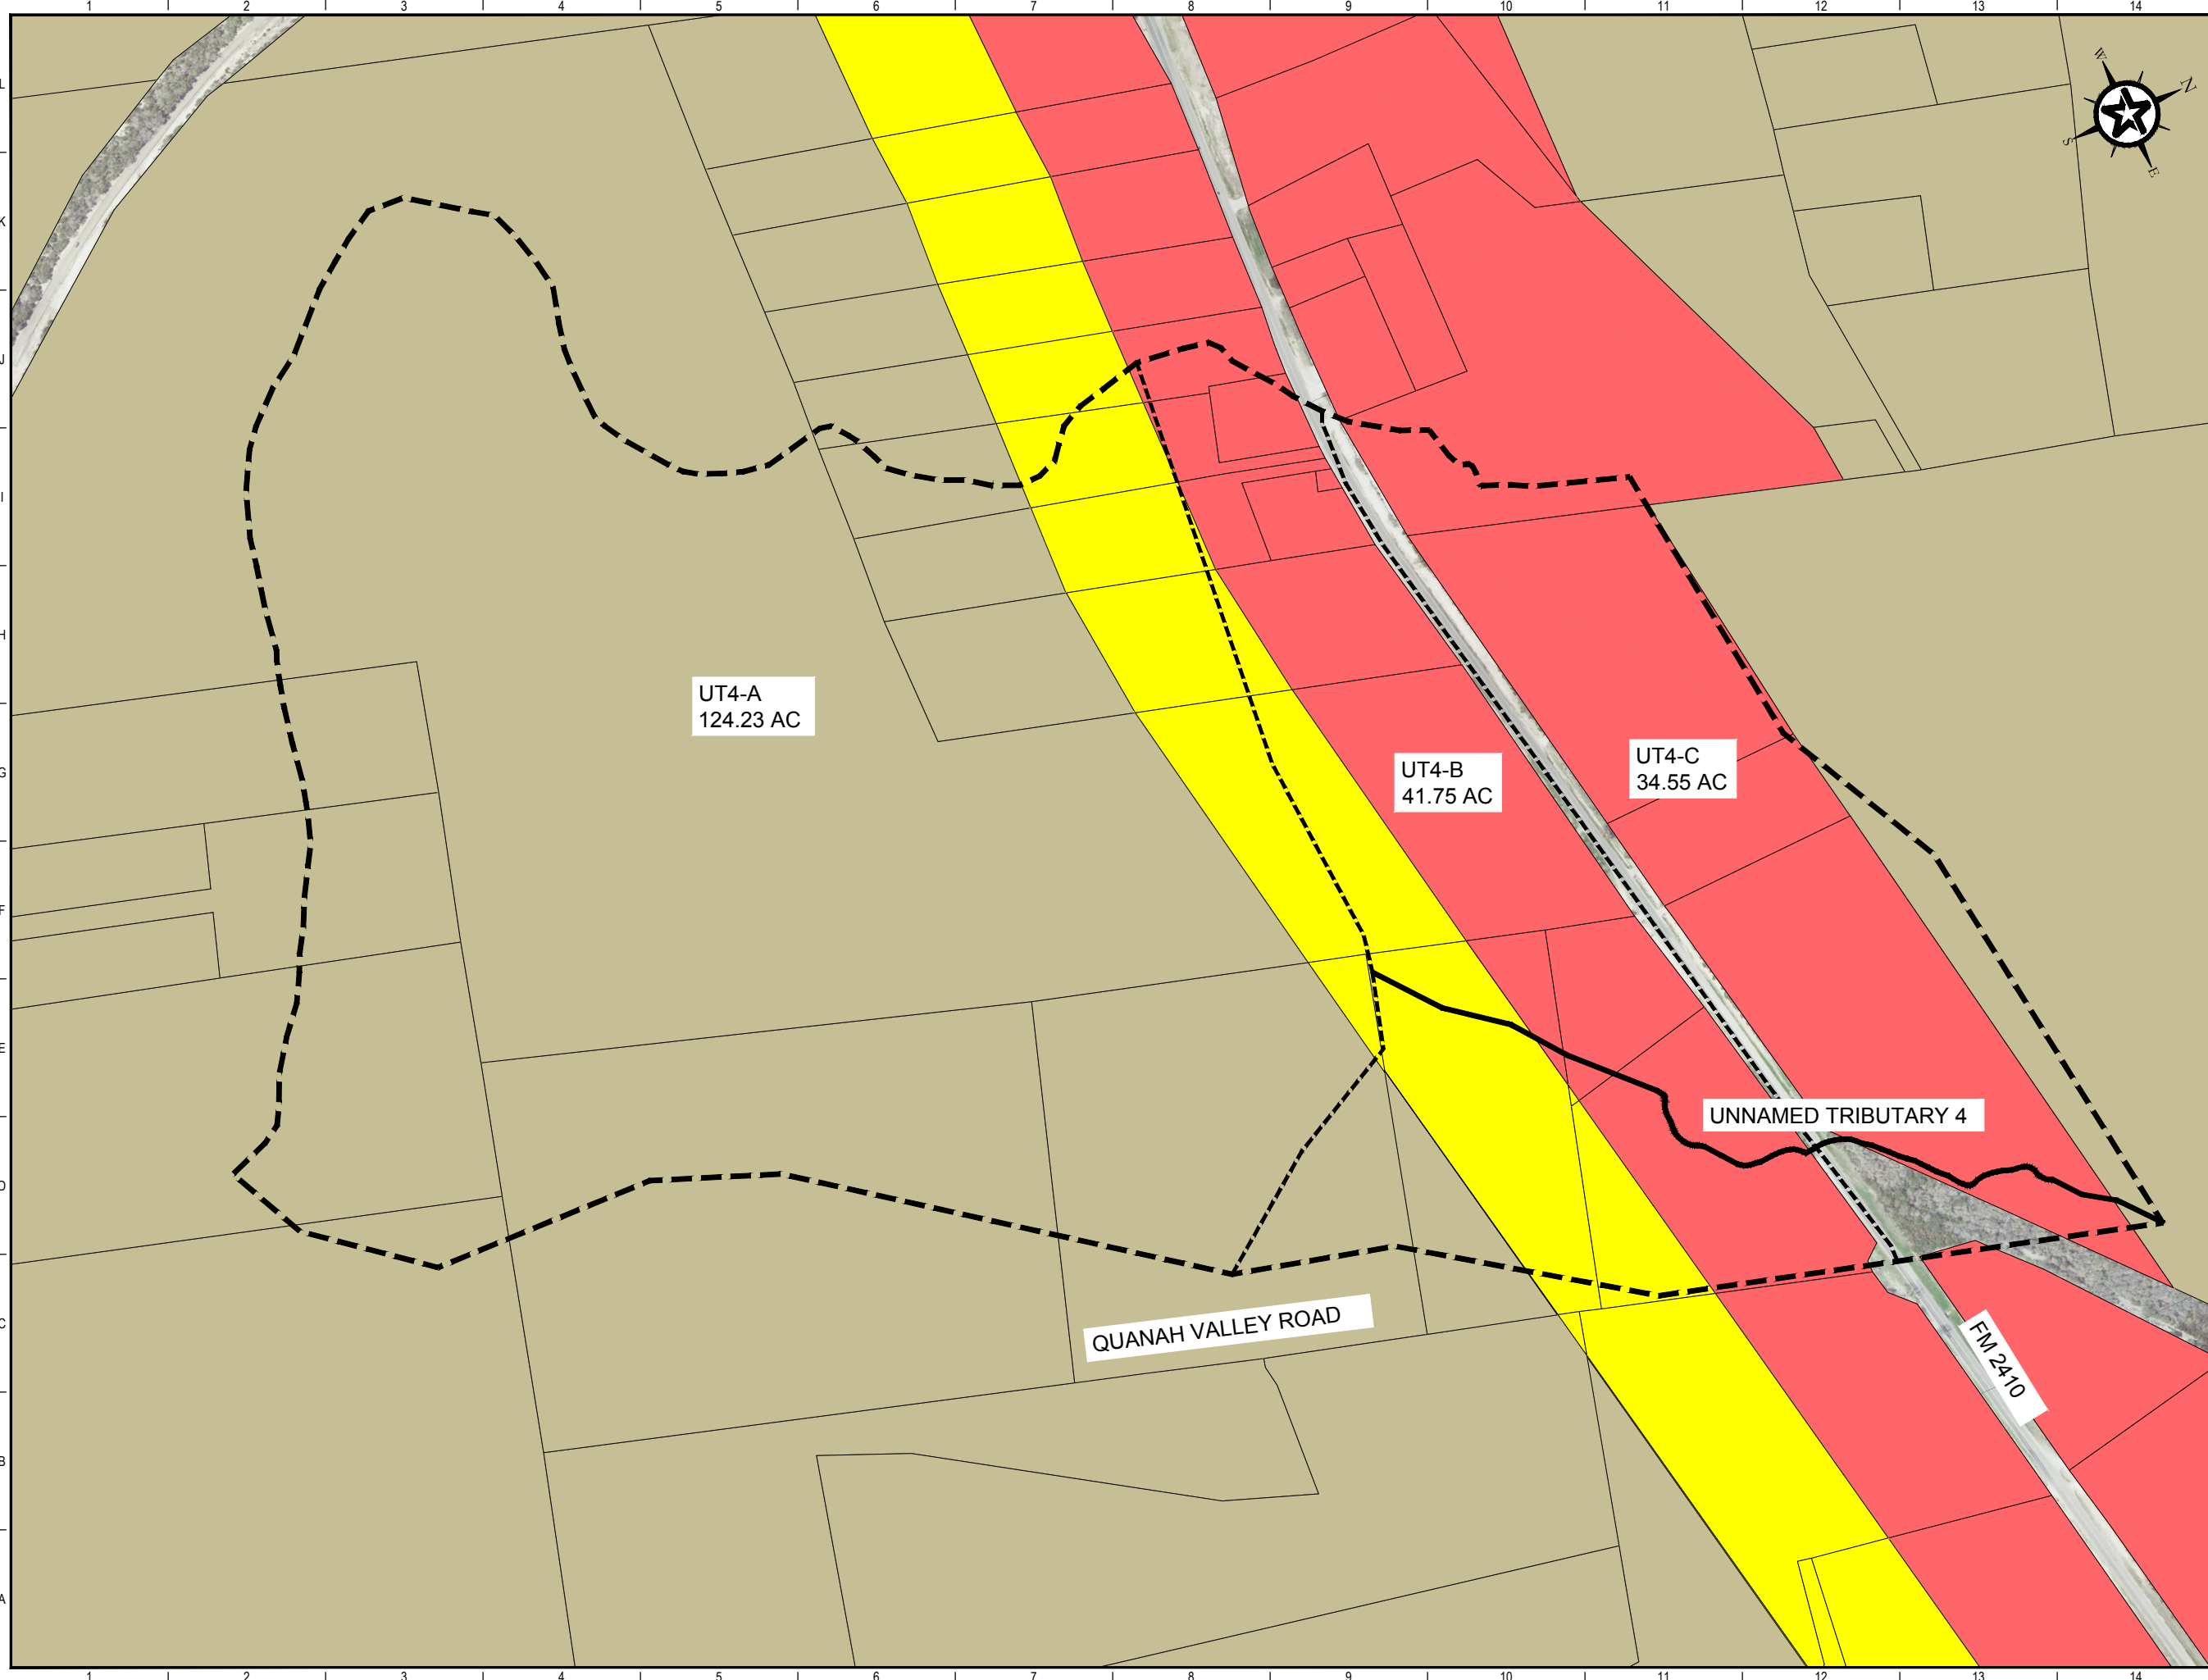 1 2 3 4 5 6 7 8 9 10 11 12 13 14
L
W
N
S
E
K
J
I
H
UT4-A
124.23 AC
G
UT4-B
41.75 AC
UT4-C
34.55 AC
F
E
UNNAMED TRIBUTARY 4
D
C
QUANAH VALLEY ROAD
FM 2410
B
A
1 2 3 4 5 6 7 8 9 10 11 12 13 14